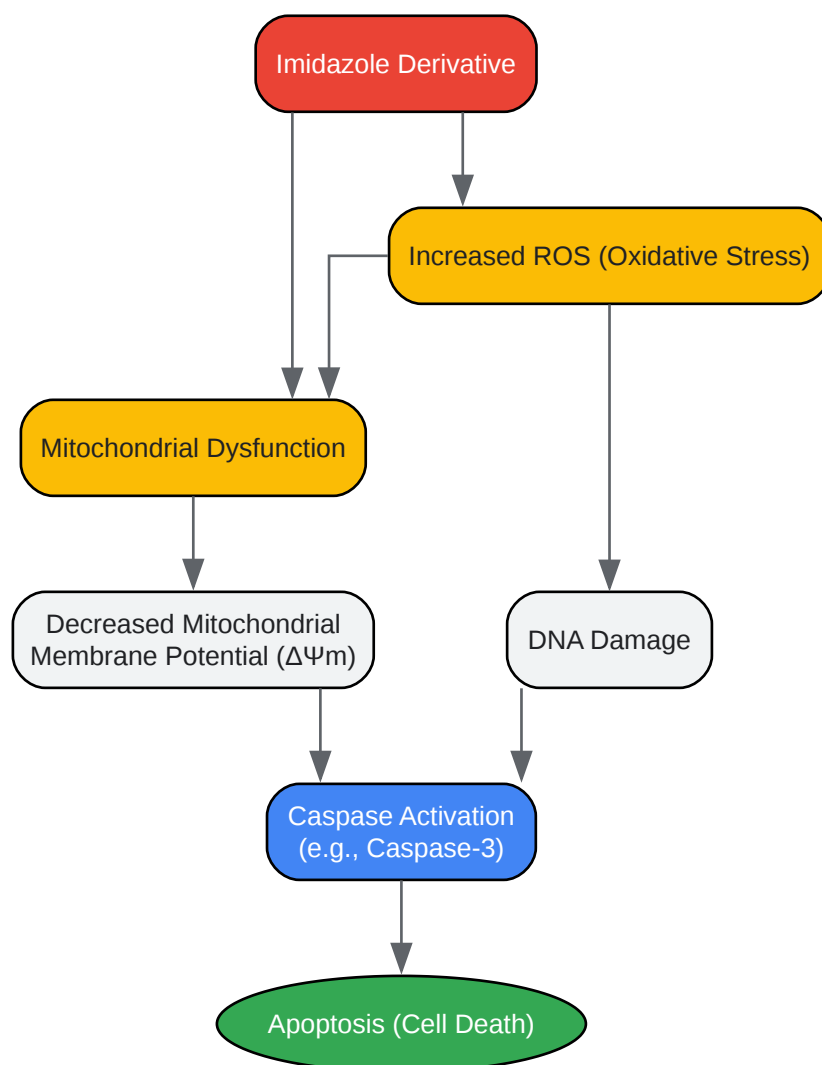 Imidazole Derivative
Increased ROS (Oxidative Stress)
Mitochondrial Dysfunction
Decreased Mitochondrial
Membrane Potential (ΔΨm)
DNA Damage
Caspase Activation
(e.g., Caspase-3)
Apoptosis (Cell Death)